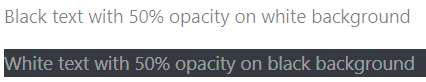 Black text with 50% opacity on white background
White text with 50% opacity on black background